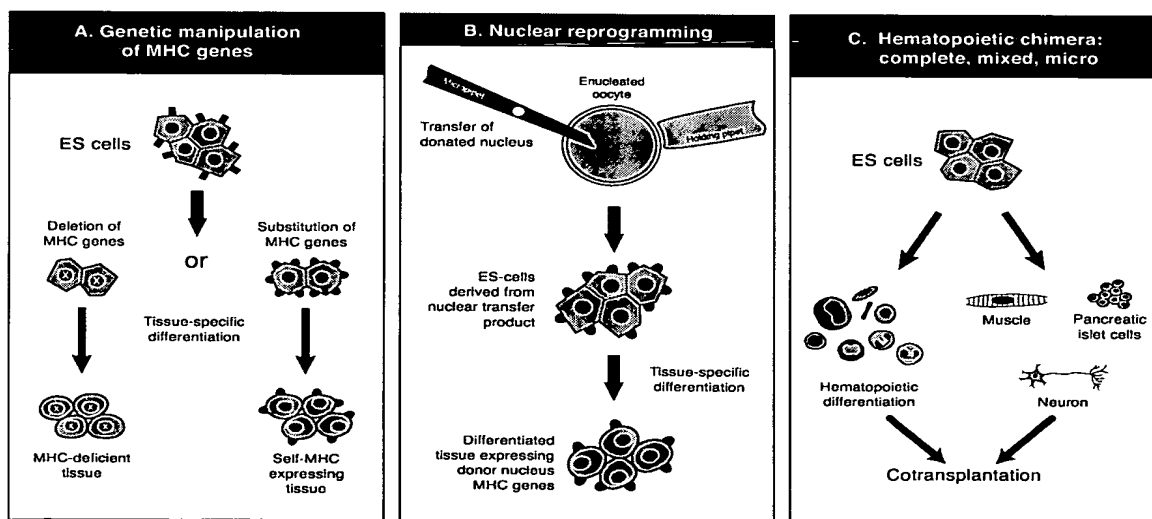 A. Genetic manipulation
of MHC genes
ES cells
Deletion of
MHC genes
or
Substitution of
MHC genes
Tissue-specific
differentiation
MHC-deficient
tissue
Self-MHC
expressing
tissue
B. Nuclear reprogramming
Enucleated
oocyte
Transfer of
donated nucleus
Holding pipet
ES-cells
derived from
nuclear transfer
product
Tissue-specific
differentiation
Differentiated
tissue expressing
donor nucleus
MHC genes
C. Hematopoietic chimera:
complete, mixed, micro
ES cells
Muscle
Pancreatic
islet cells
Hematopoietic
differentiation
Neuron
Cotransplantation